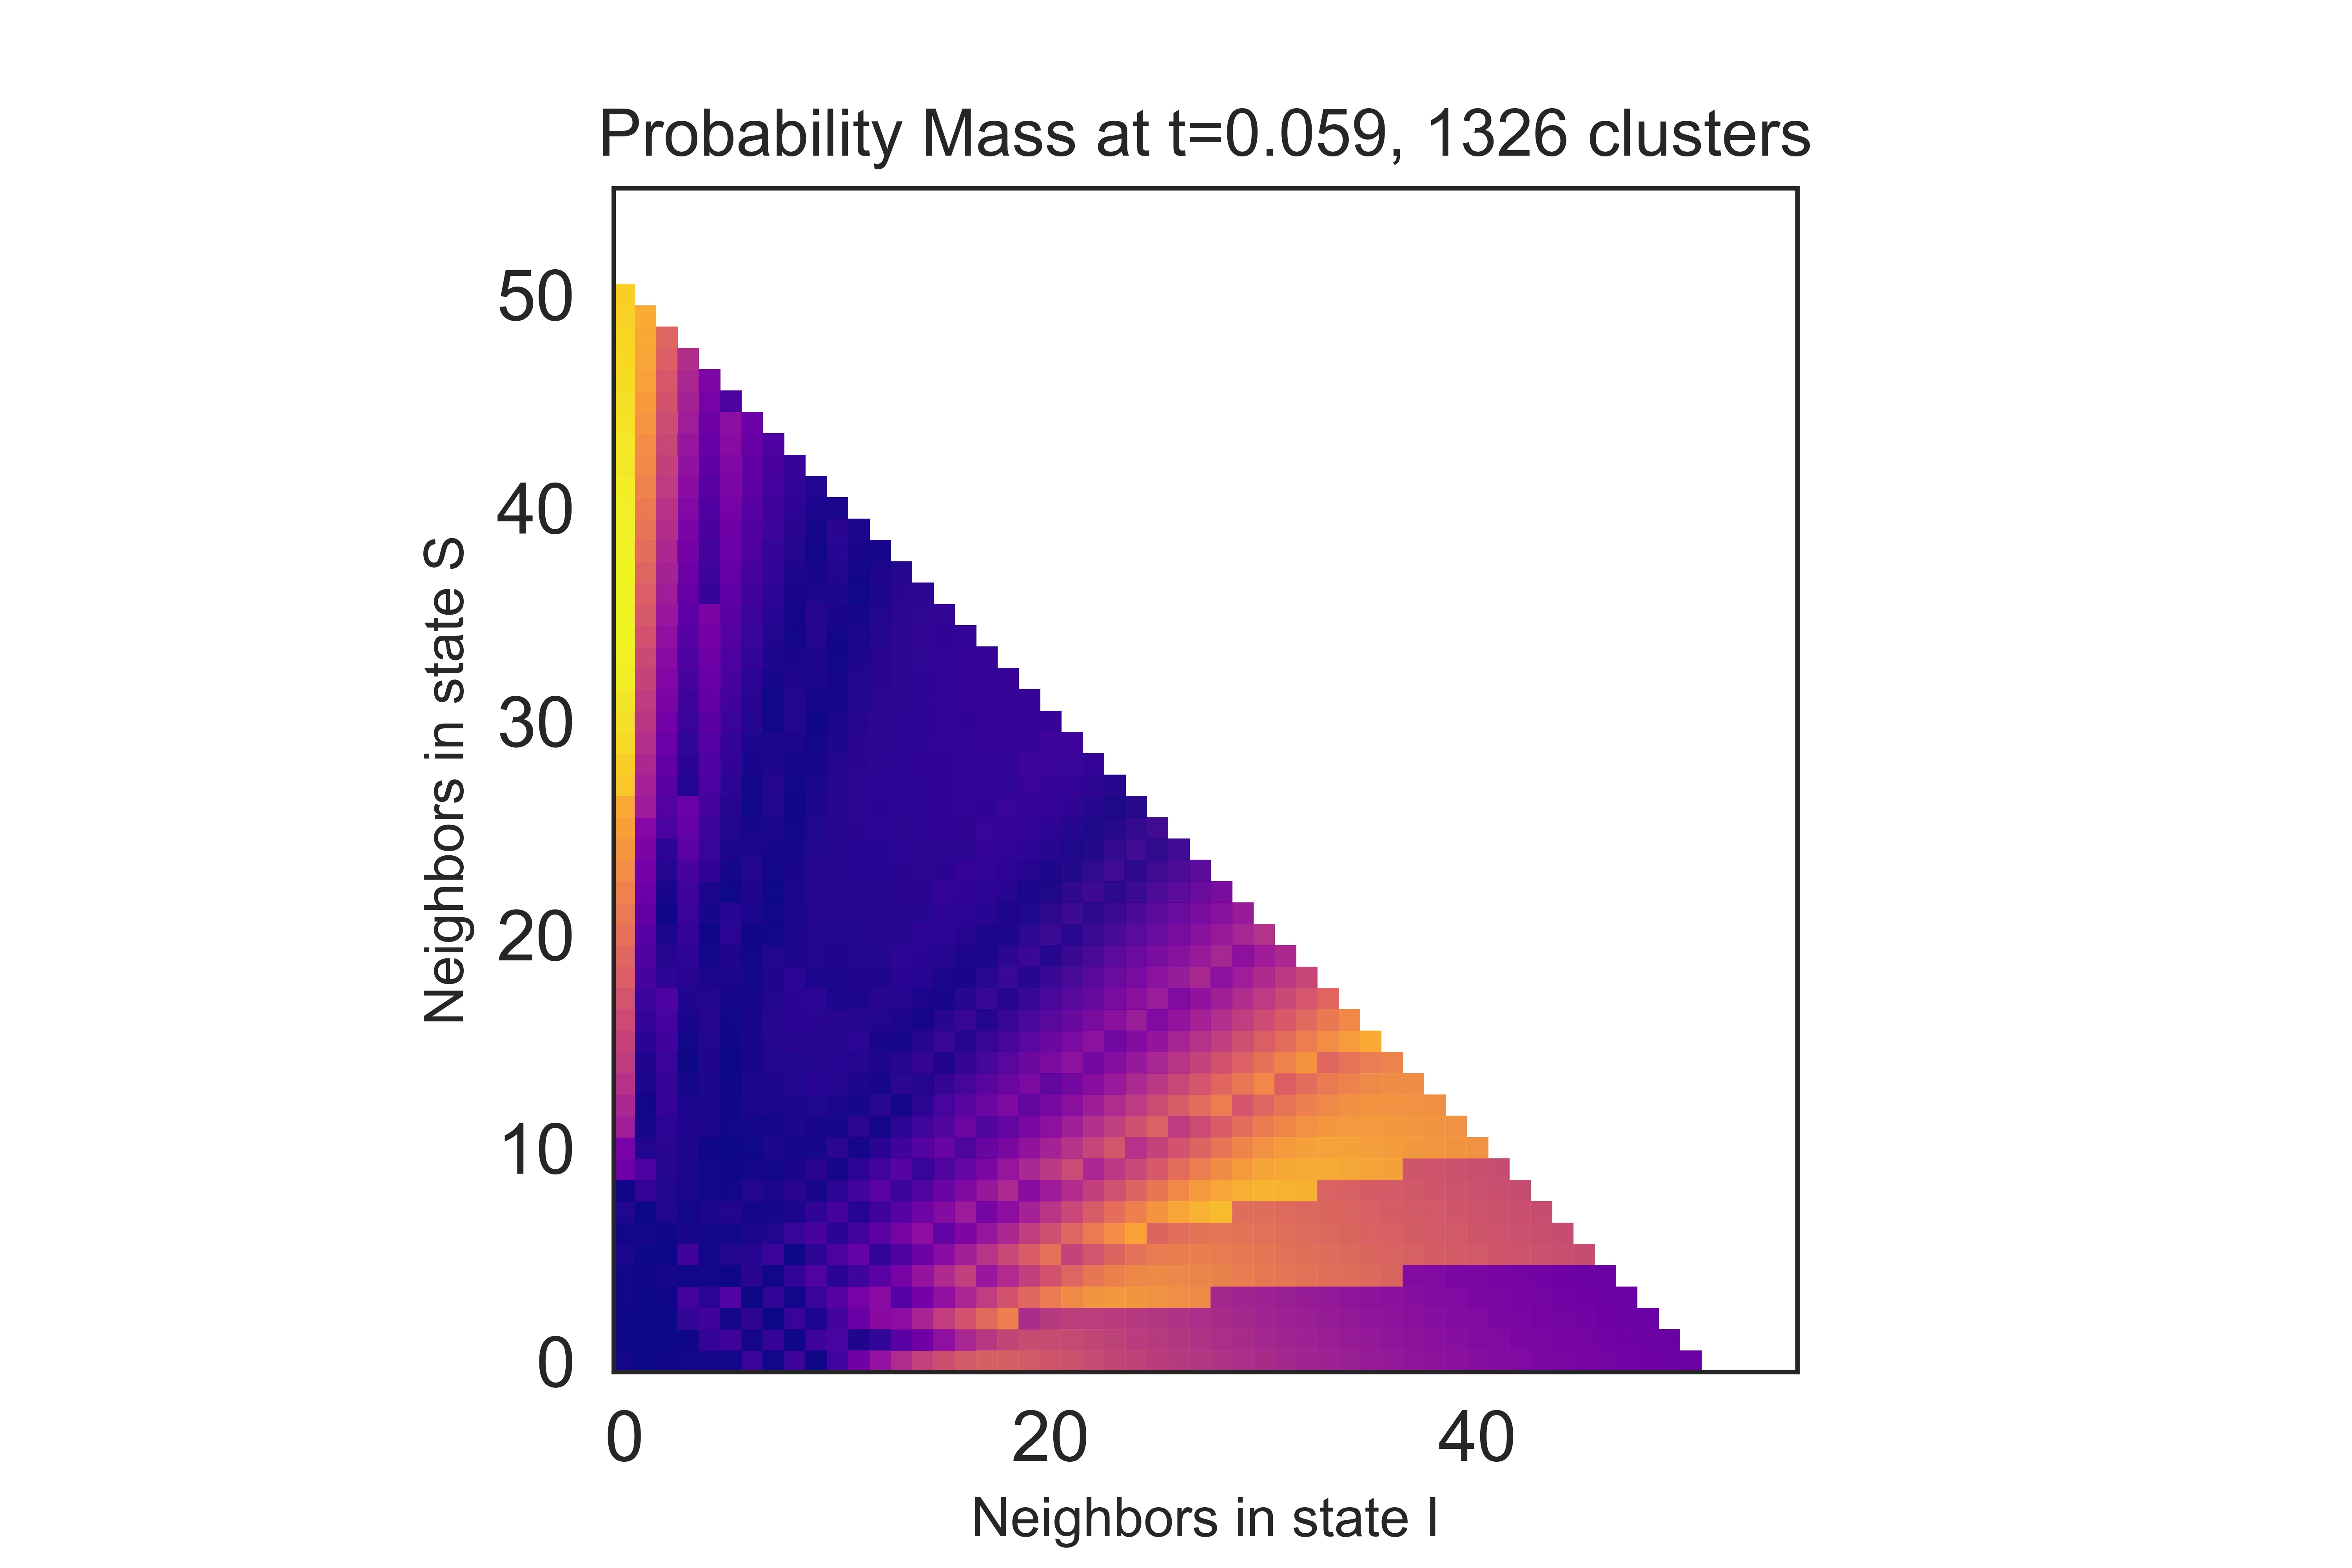 Probability Mass at t=0.059, 1326 clusters
50
40
30
20
10
0
Neighbors in state S
0 20 40
Neighbors in state I